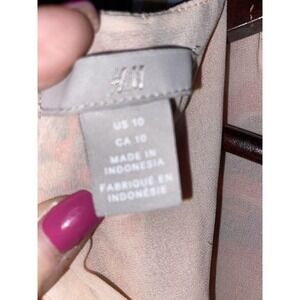 H&M
US 10
CA 10
MADE IN
INDONESIA
FABRIQUÉ EN
INDONÉSIE